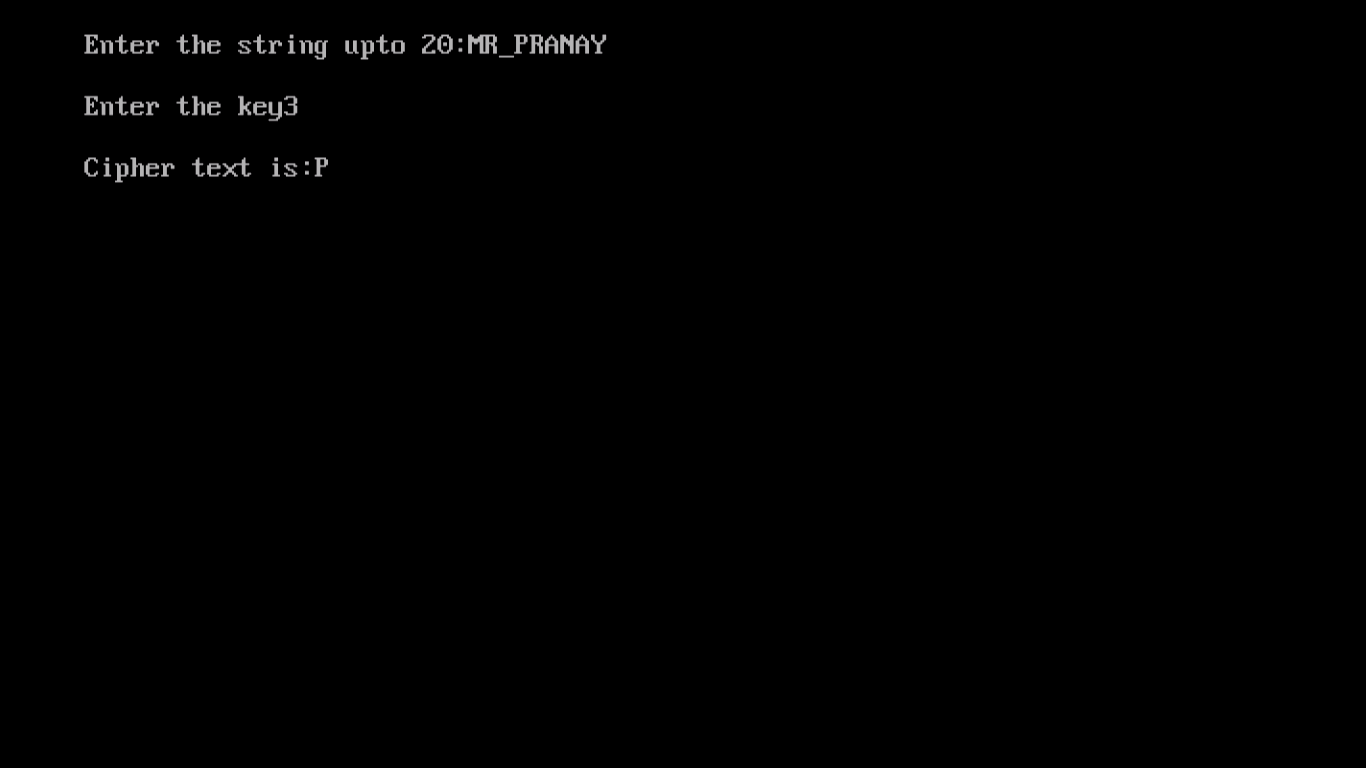 Enter the string upto 20:MR_PRANAY
Enter the key3
Cipher text is:P